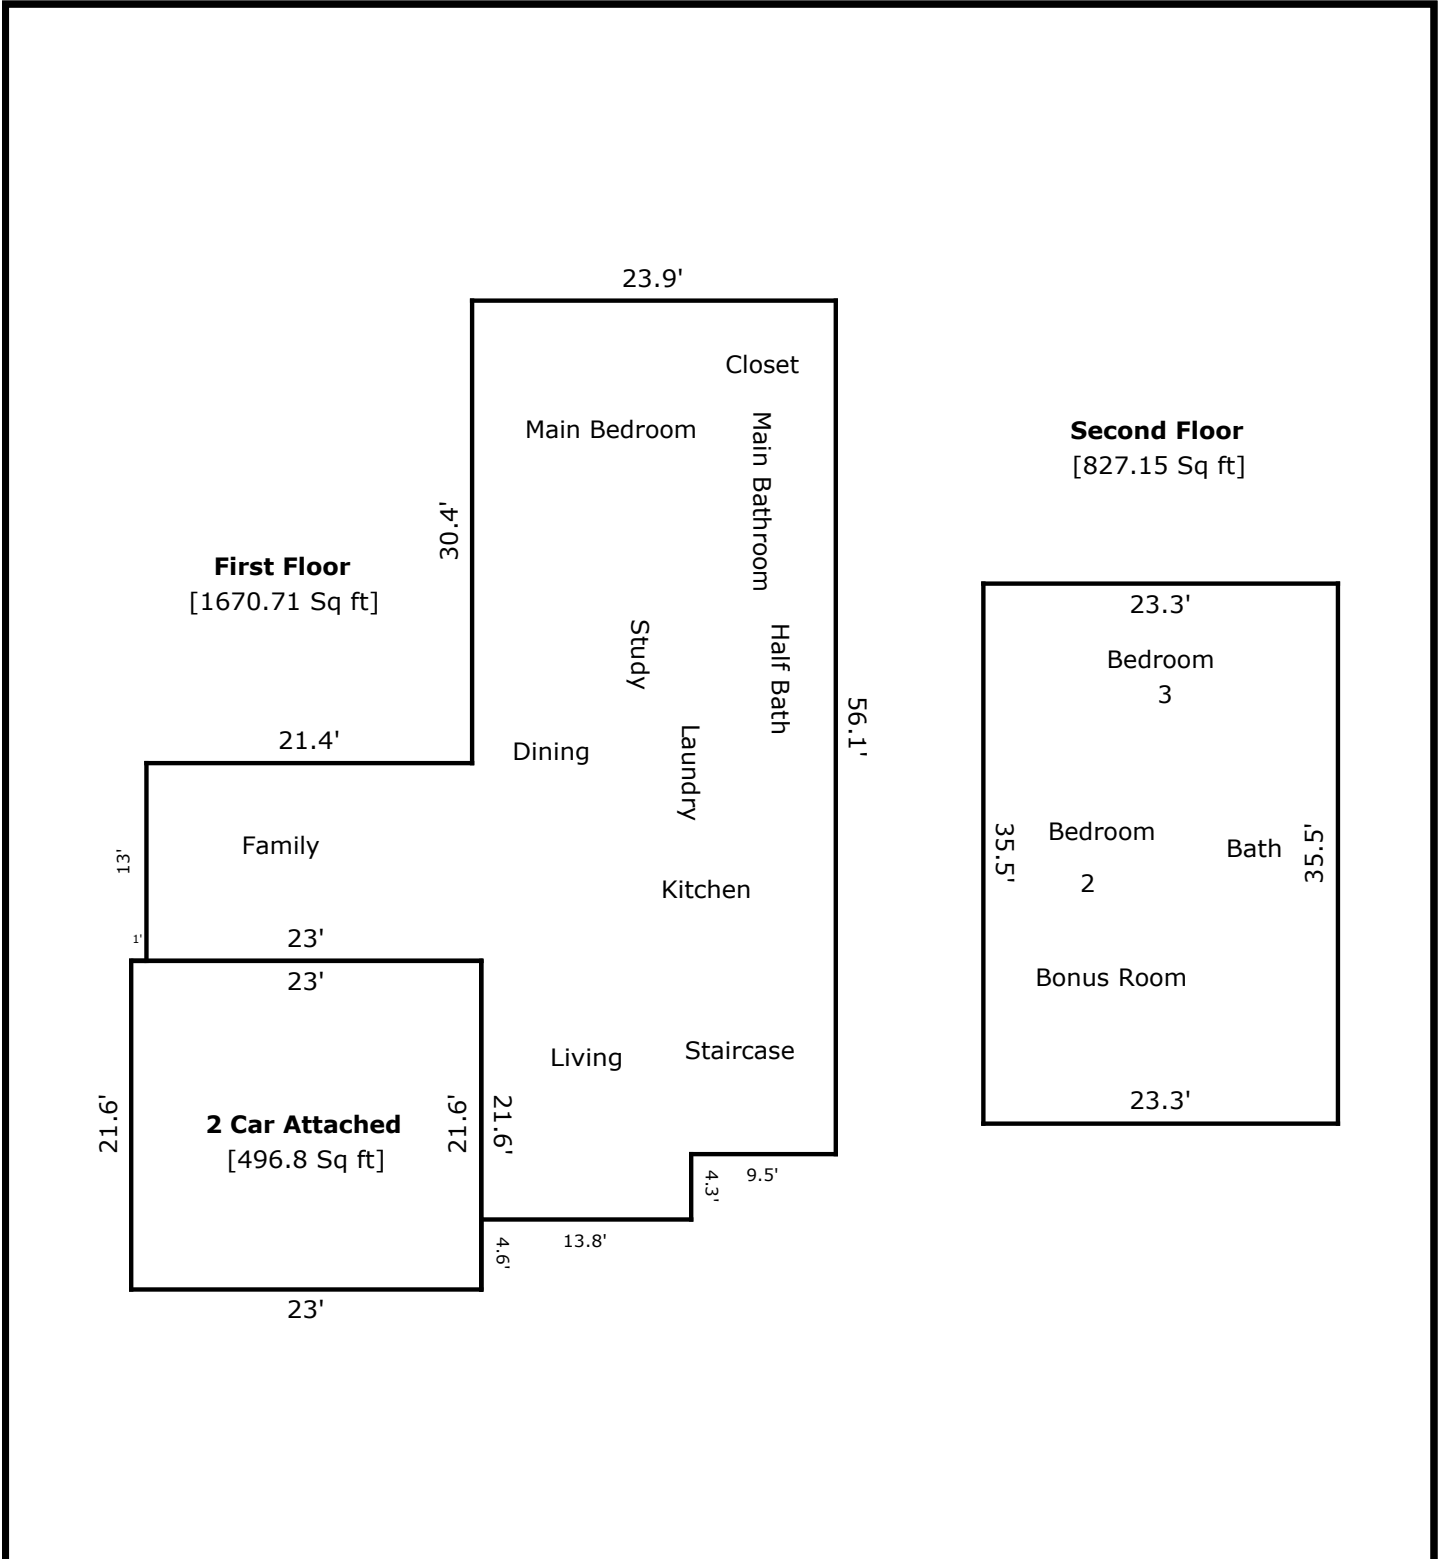 23.9'
Closet
Main Bedroom
Main Bathroom
30.4'
First Floor
[1670.71 Sq ft]
Study
Half Bath
56.1'
21.4'
Dining
Laundry
13'
Family
Kitchen
1'
23'
23'
Living
Staircase
21.6'
2 Car Attached
[496.8 Sq ft]
21.6'
21.6'
4.3'
9.5'
4.6'
13.8'
23'
Second Floor
[827.15 Sq ft]
23.3'
Bedroom
3
35.5'
Bedroom
2
Bath
35.5'
Bonus Room
23.3'